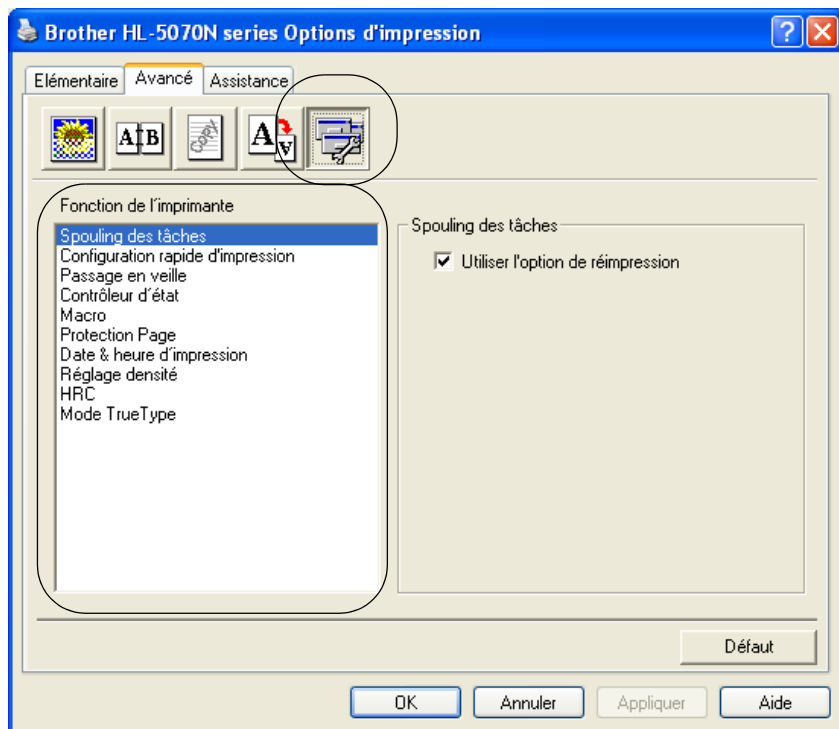 Brother HL-5070N series Options d'impression
Elémentaire Avancé Assistance
A B
Copy
A A
Fonction de l´imprimante
Spouling des tâches
Configuration rapide d'impression
Passage en veille
Contrôleur d´état
Macro
Protection Page
Date & heure d´impression
Réglage densité
HRC
Mode TrueType
Spouling des tâches
Utiliser l'option de réimpression
Défaut
OK Annuler Appliquer Aide